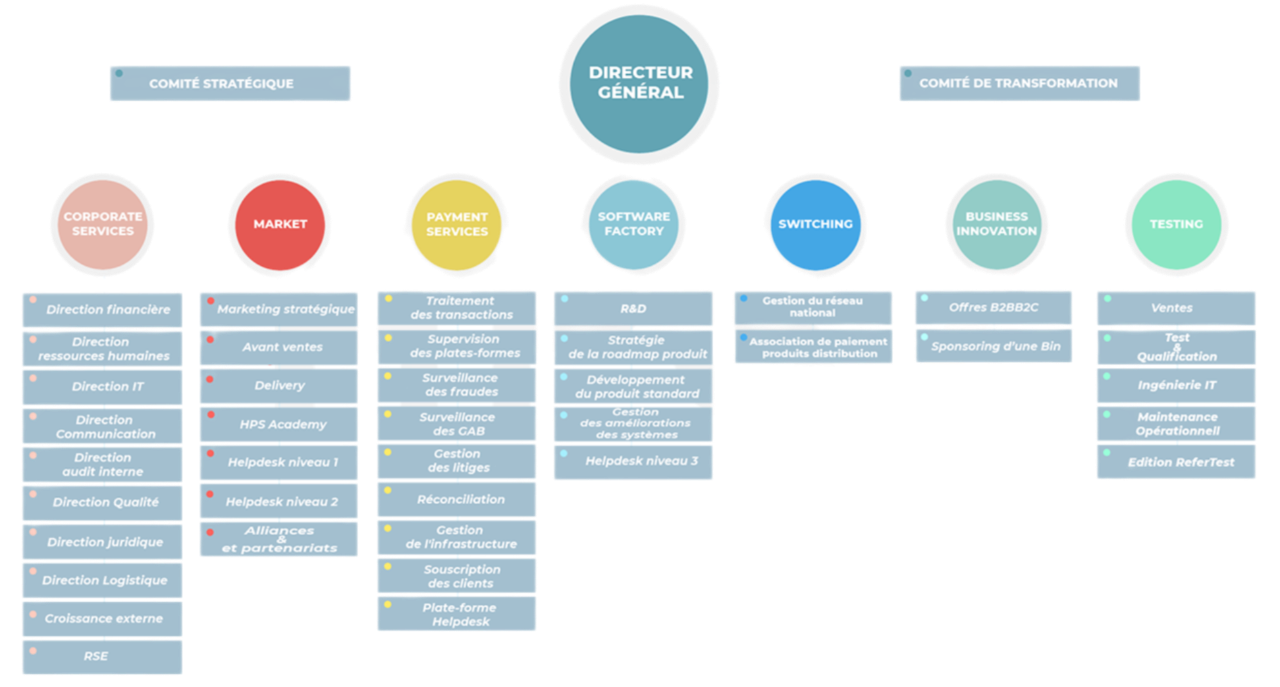 DIRECTEUR
GÉNÉRAL
COMITÉ STRATÉGIQUE
COMITÉ DE TRANSFORMATION
CORPORATE
SERVICES
Direction financière
Direction
ressources humaines
Direction IT
Direction
Communication
Direction
audit interne
Direction Qualité
Direction juridique
Direction Logistique
Croissance externe
RSE
MARKET
Marketing stratégique
Avant ventes
Delivery
HPS Academy
Helpdesk niveau 1
Helpdesk niveau 2
Alliances
&
et partenariats
PAYMENT
SERVICES
Traitement
des transactions
Supervision
des plates-formes
Surveillance
des fraudes
Surveillance
des GAB
Gestion
des litiges
Réconciliation
Gestion
de l'infrastructure
Souscription
des clients
Plate-forme
Helpdesk
SOFTWARE
FACTORY
R&D
Stratégie
de la roadmap produit
Développement
du produit standard
Gestion
des améliorations
des systèmes
Helpdesk niveau 3
SWITCHING
Gestion du réseau
national
Association de paiement
produits distribution
BUSINESS
INNOVATION
Offres B2BB2C
Sponsoring d'une Bin
TESTING
Ventes
Test
&
Qualification
Ingénierie IT
Maintenance
Opérationnell
Edition ReferTest